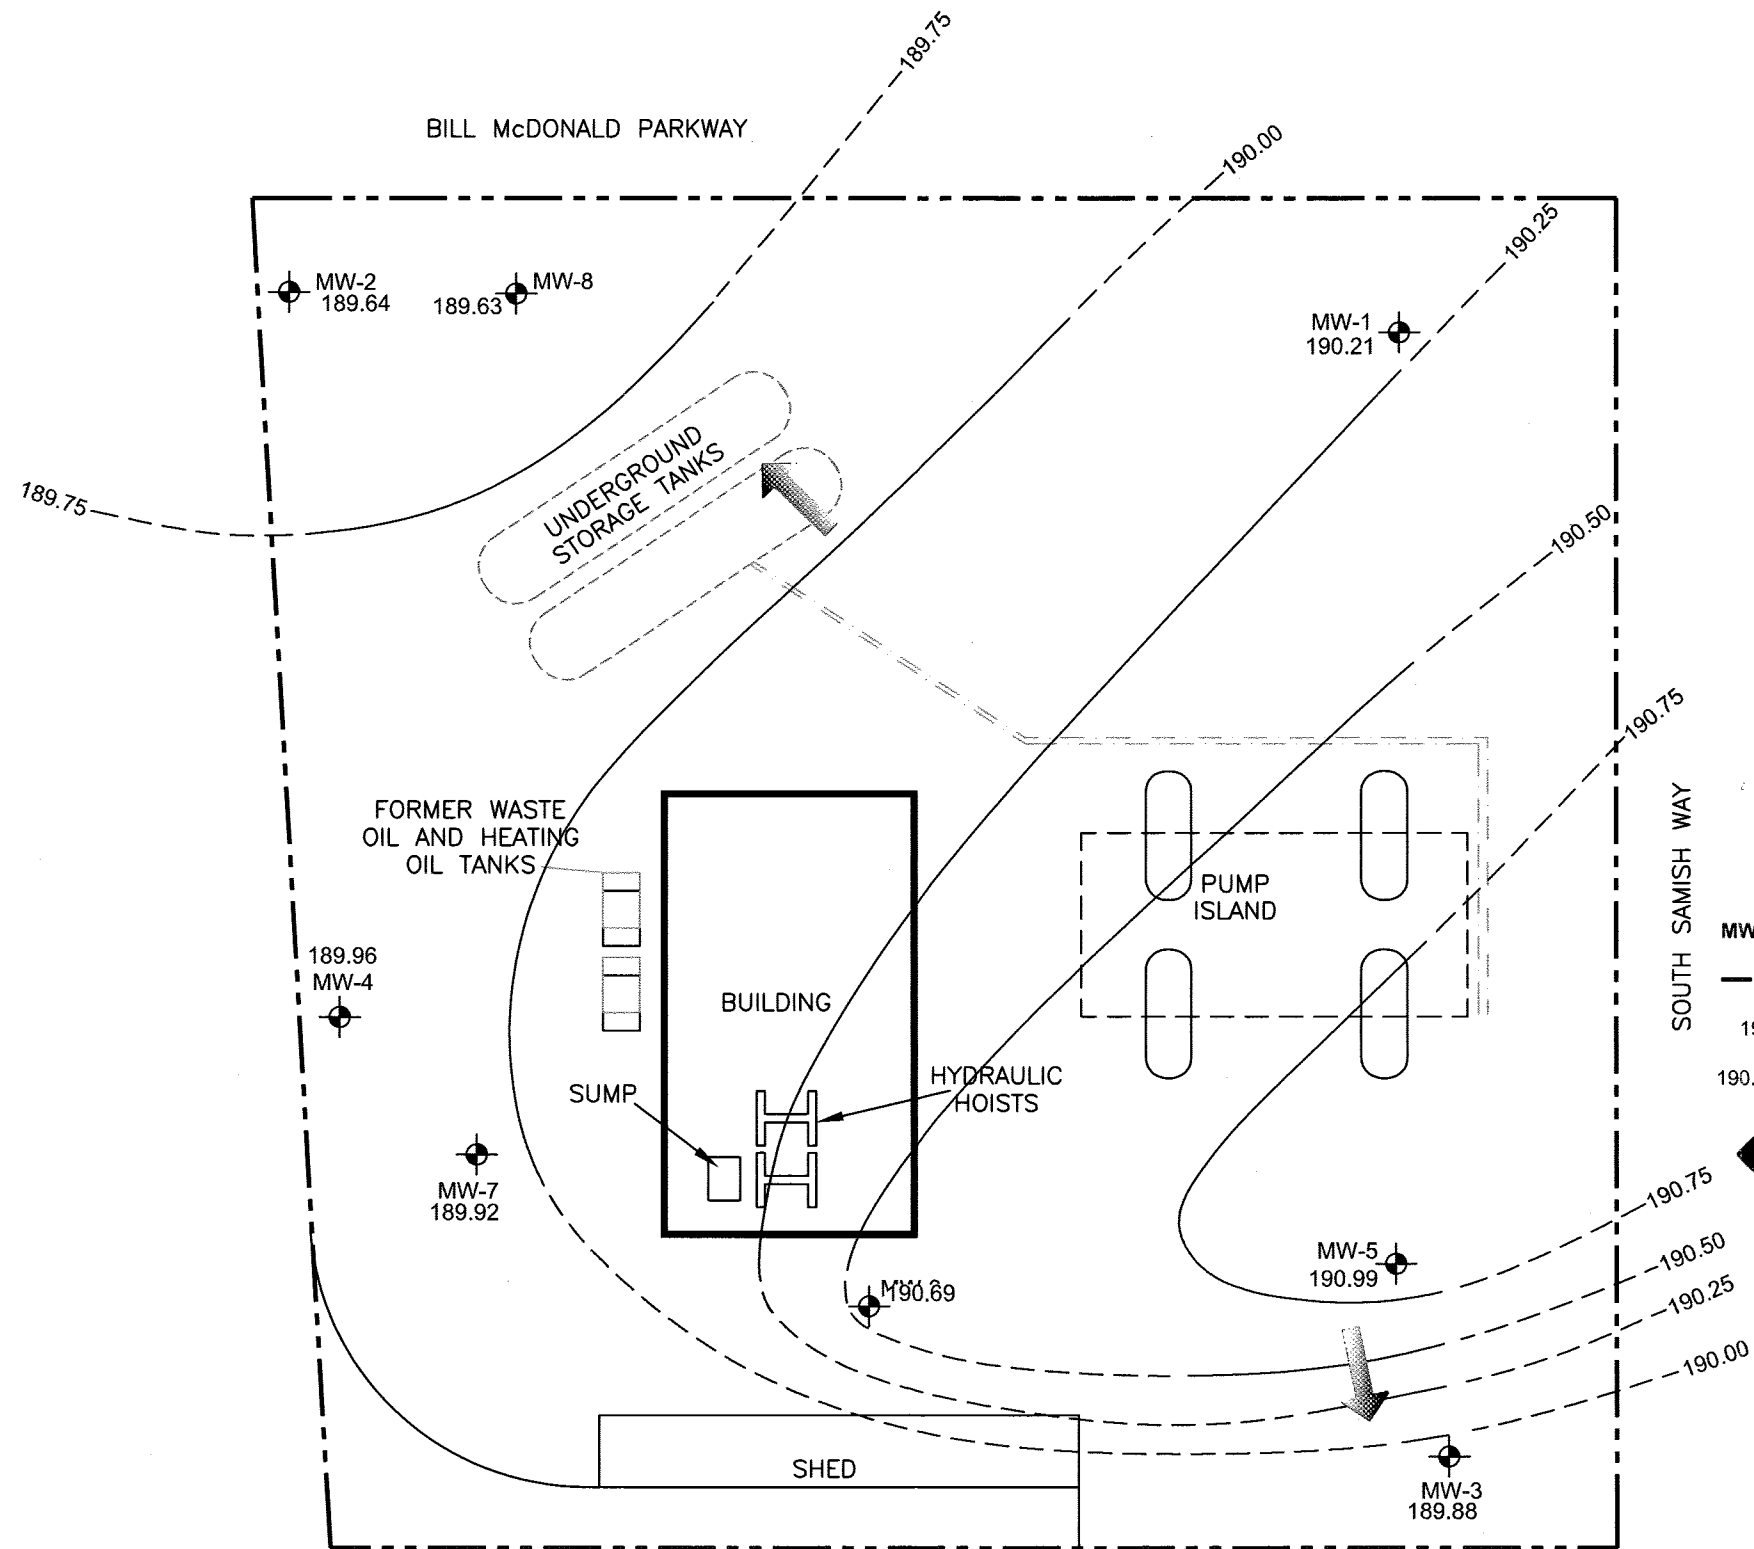 189.75
BILL McDONALD PARKWAY
190.00
190.25
MW-2
189.64
MW-8
189.63
MW-1
190.21
UNDERGROUND
STORAGE TANKS
189.75
190.50
190.75
FORMER WASTE
OIL AND HEATING
OIL TANKS
PUMP
ISLAND
SOUTH SAMISH WAY
MW
189.96
MW-4
BUILDING
19
190.
SUMP
HYDRAULIC
HOISTS
MW-7
189.92
190.75
MW-5
190.99
190.50
190.69
190.25
190.00
SHED
MW-3
189.88